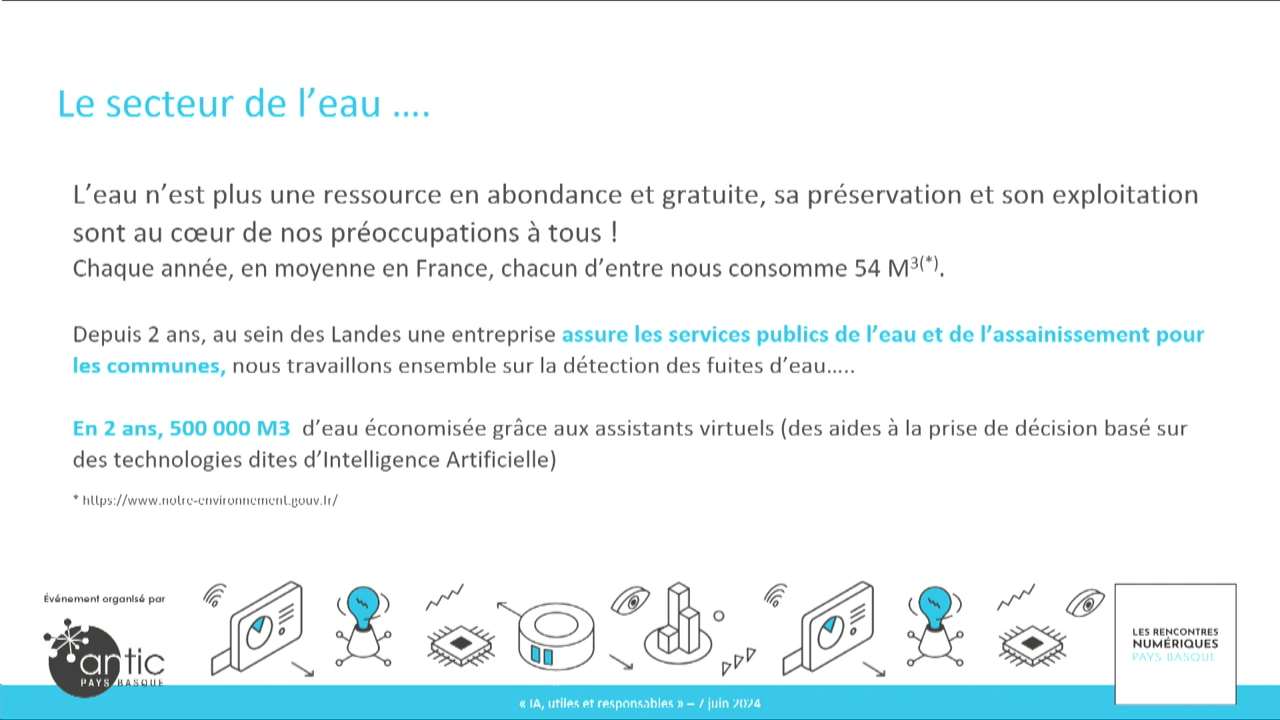 Le secteur de l’eau ....
L’eau n’est plus une ressource en abondance et gratuite, sa préservation et son exploitation
sont au cœur de nos préoccupations à tous !
Chaque année, en moyenne en France, chacun d’entre nous consomme 54 M3(*).
Depuis 2 ans, au sein des Landes une entreprise assure les services publics de l’eau et de l’assainissement pour
les communes, nous travaillons ensemble sur la détection des fuites d’eau…..
En 2 ans, 500 000 M3 d’eau économisée grâce aux assistants virtuels (des aides à la prise de décision basé sur
des technologies dites d’Intelligence Artificielle)
* https://www.notre-environnement.gouv.fr/
Événement organisé par
antic
PAYS BASQUE
LES RENCONTRES
NUMÉRIQUES
PAYS BASQUE
« IA, utiles et responsables » – 7 juin 2024